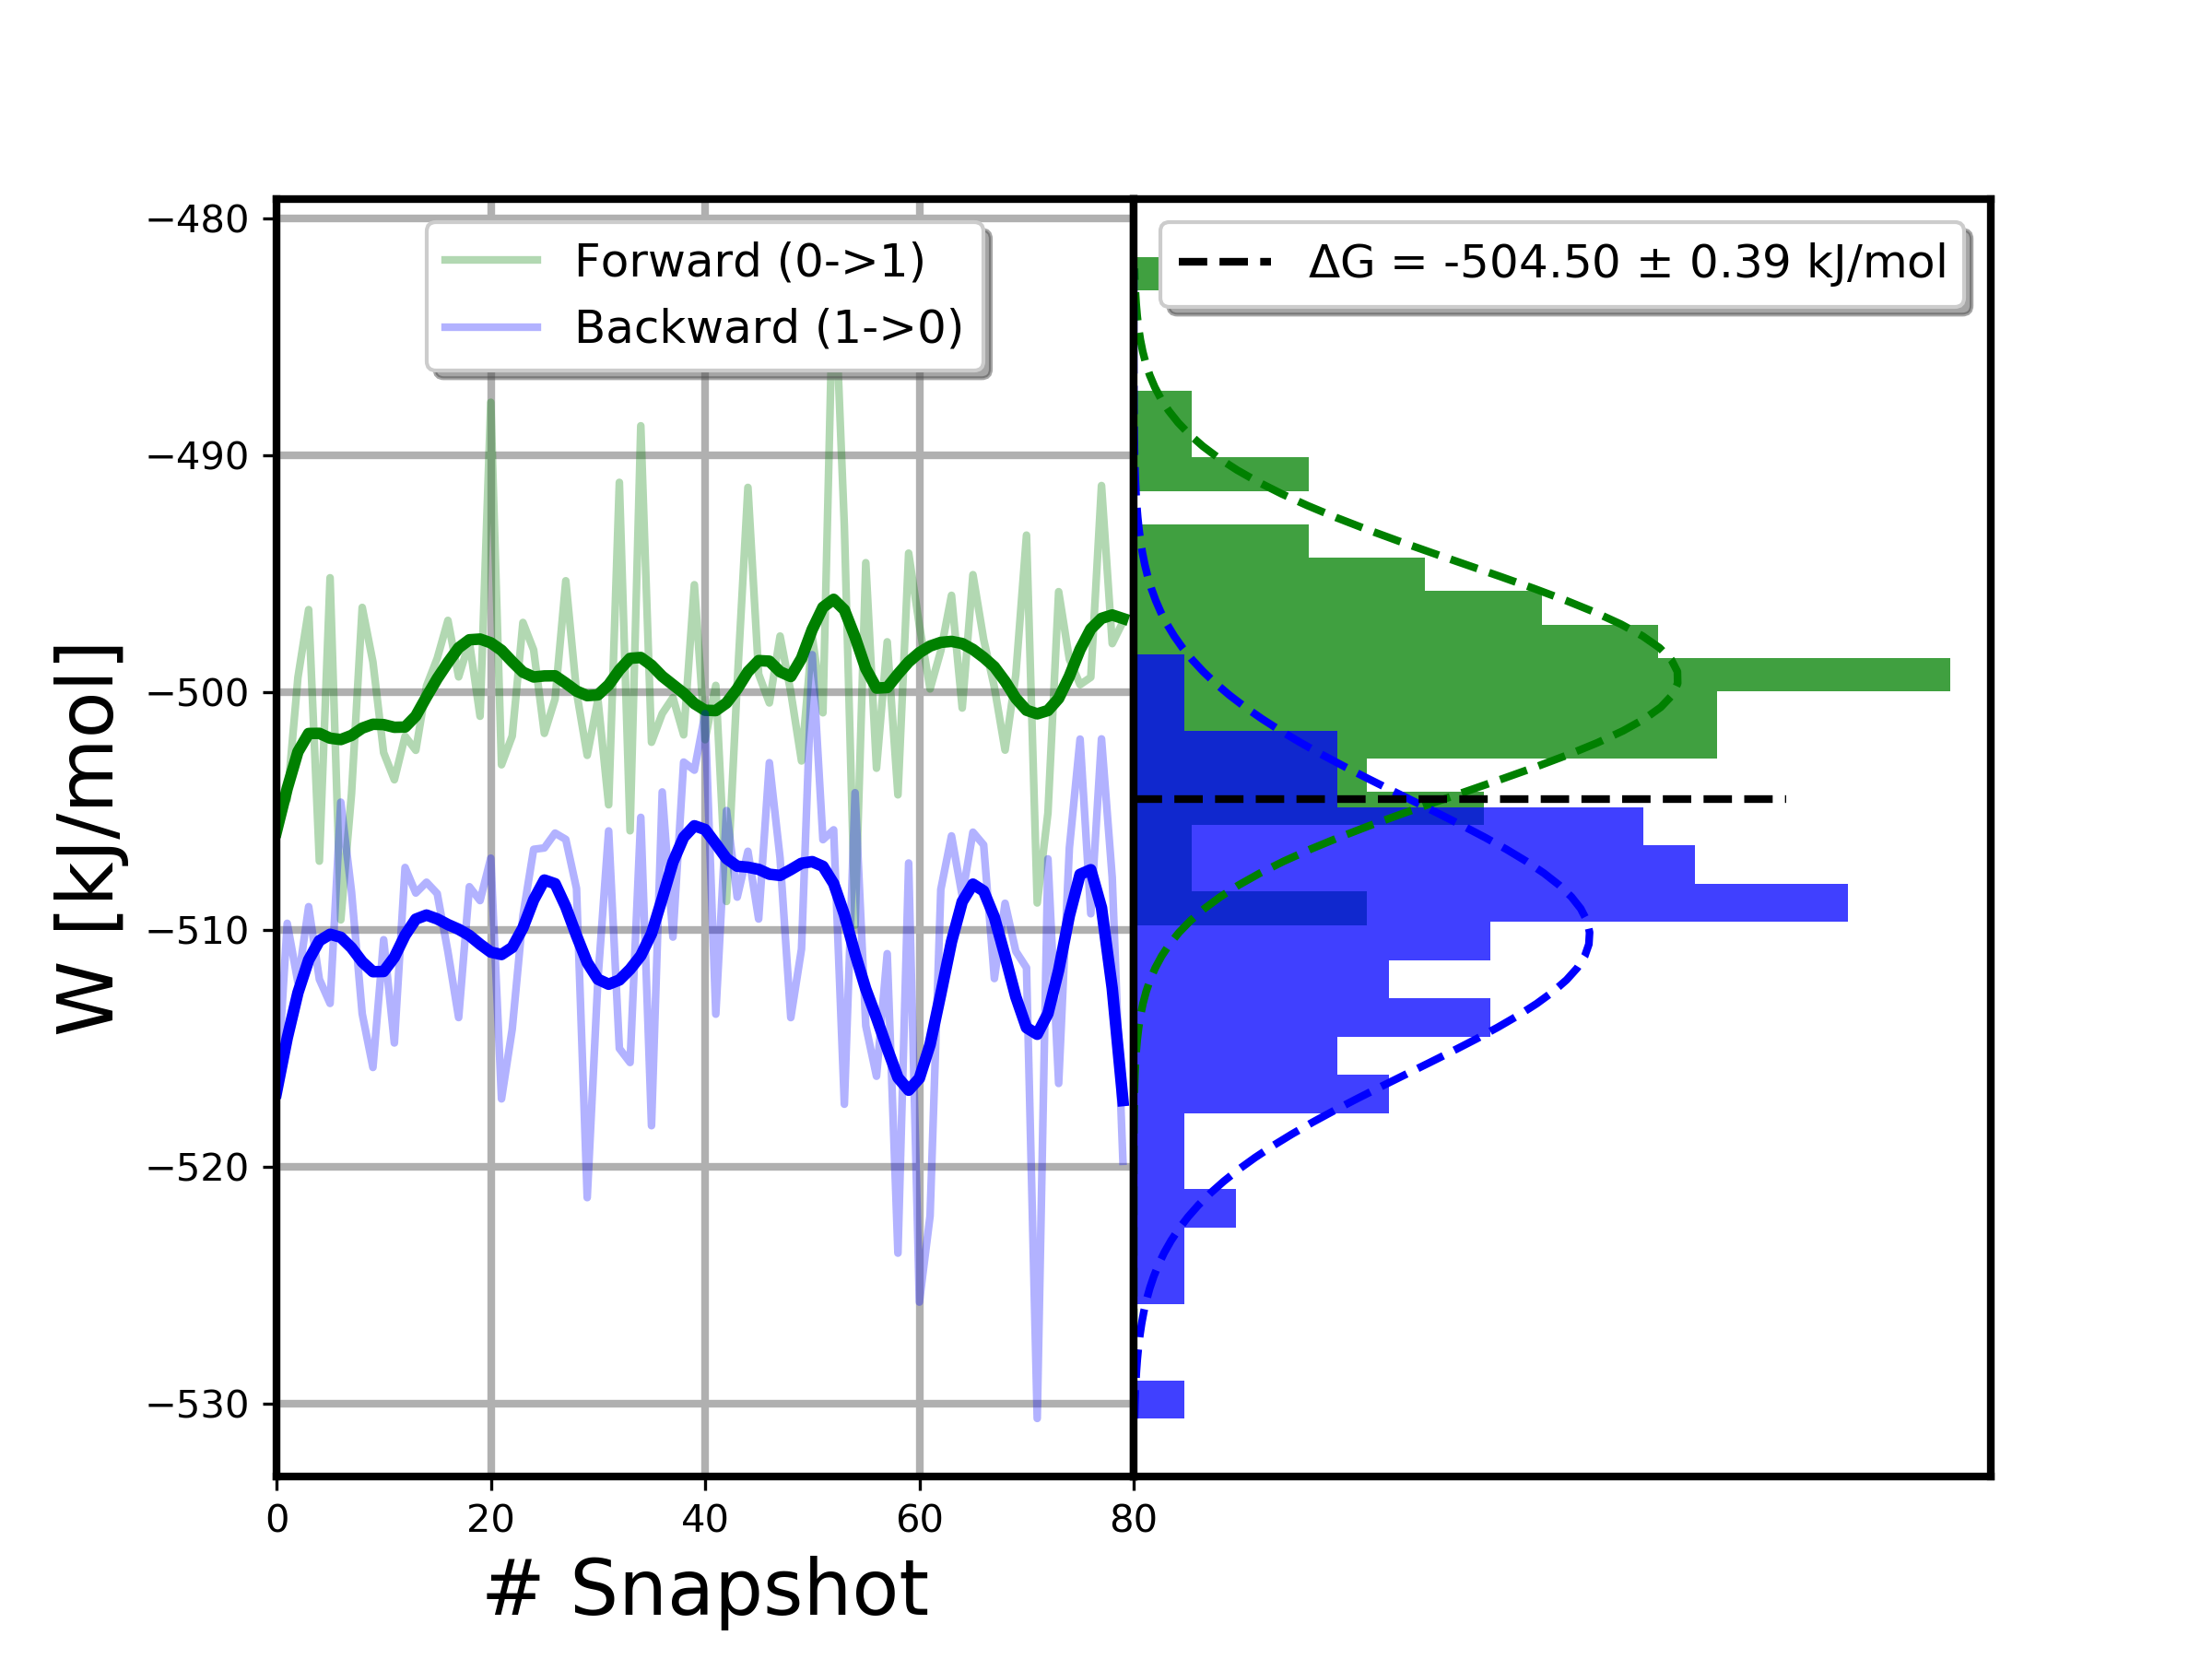 Forward (0->1)
Backward (1->0)
ΔG = -504.50 ± 0.39 kJ/mol
W [kJ/mol]
−480
−490
−500
−510
−520
−530
0
20
40
60
80
# Snapshot